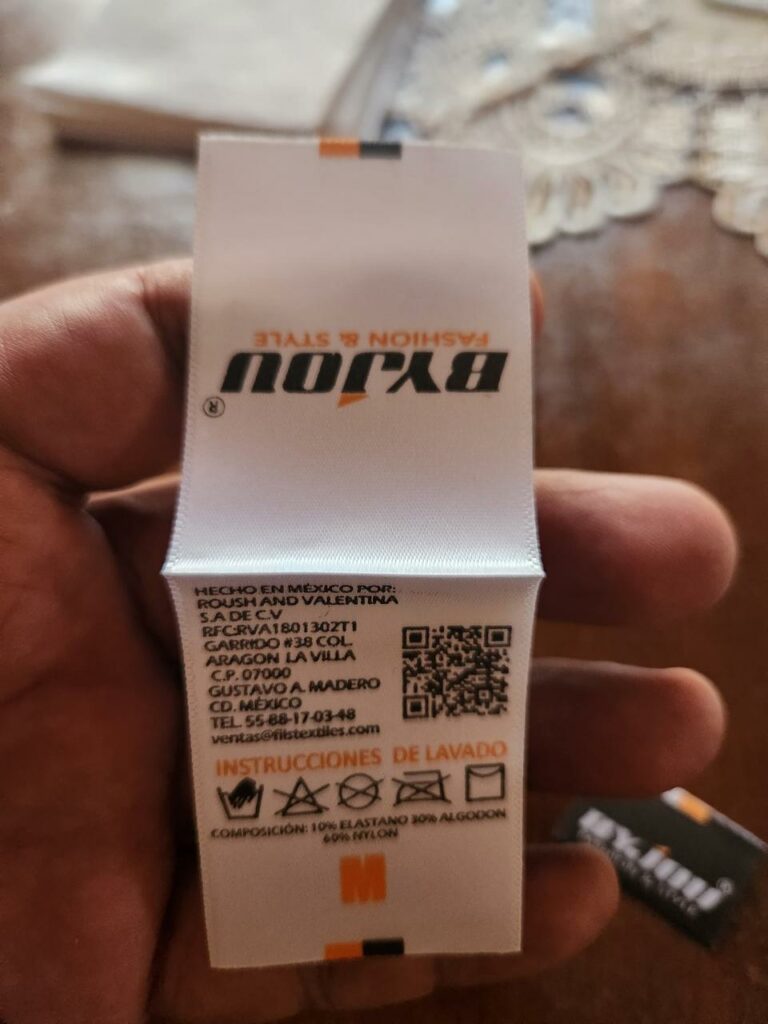 BYJOU®
FASHION & STYLE
HECHO EN MÉXICO POR:
ROUSH AND VALENTINA
S.A DE C.V
RFC:RVA1801302T1
GARRIDO #38 COL.
ARAGON LA VILLA
C.P. 07000
GUSTAVO A. MADERO
CD. MÉXICO
TEL. 55-88-17-03-48
ventas@filstextiles.com
INSTRUCCIONES DE LAVADO
COMPOSICIÓN: 10% ELASTANO 30% ALGODON
60% NYLON
M
BYJOU®
& STYLE